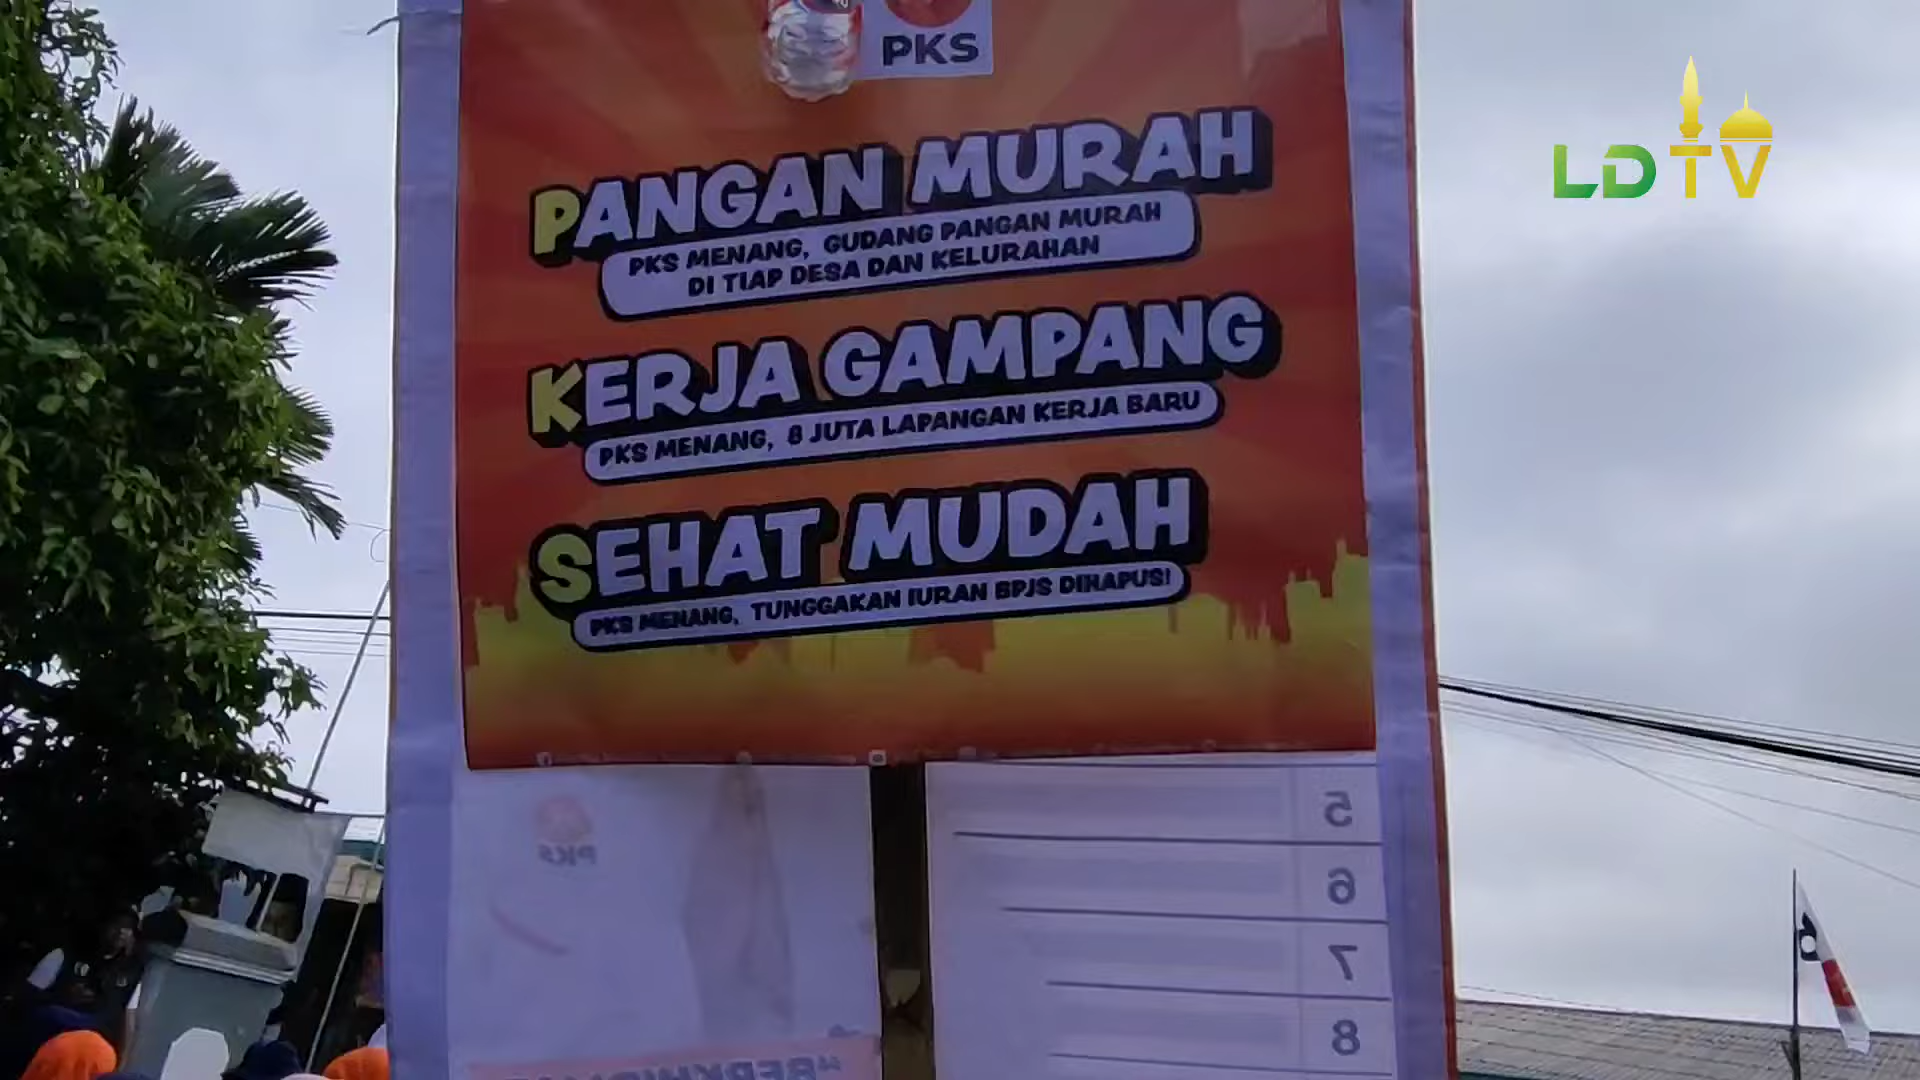 PKS
LDTV
PANGAN MURAH
PKS MENANG, GUDANG PANGAN MURAH
DI TIAP DESA DAN KELURAHAN
KERJA GAMPANG
PKS MENANG, 8 JUTA LAPANGAN KERJA BARU
SEHAT MUDAH
PKS MENANG, TUNGGAKAN IURAN BPJS DIHAPUS!
5
PKS
6
7
8